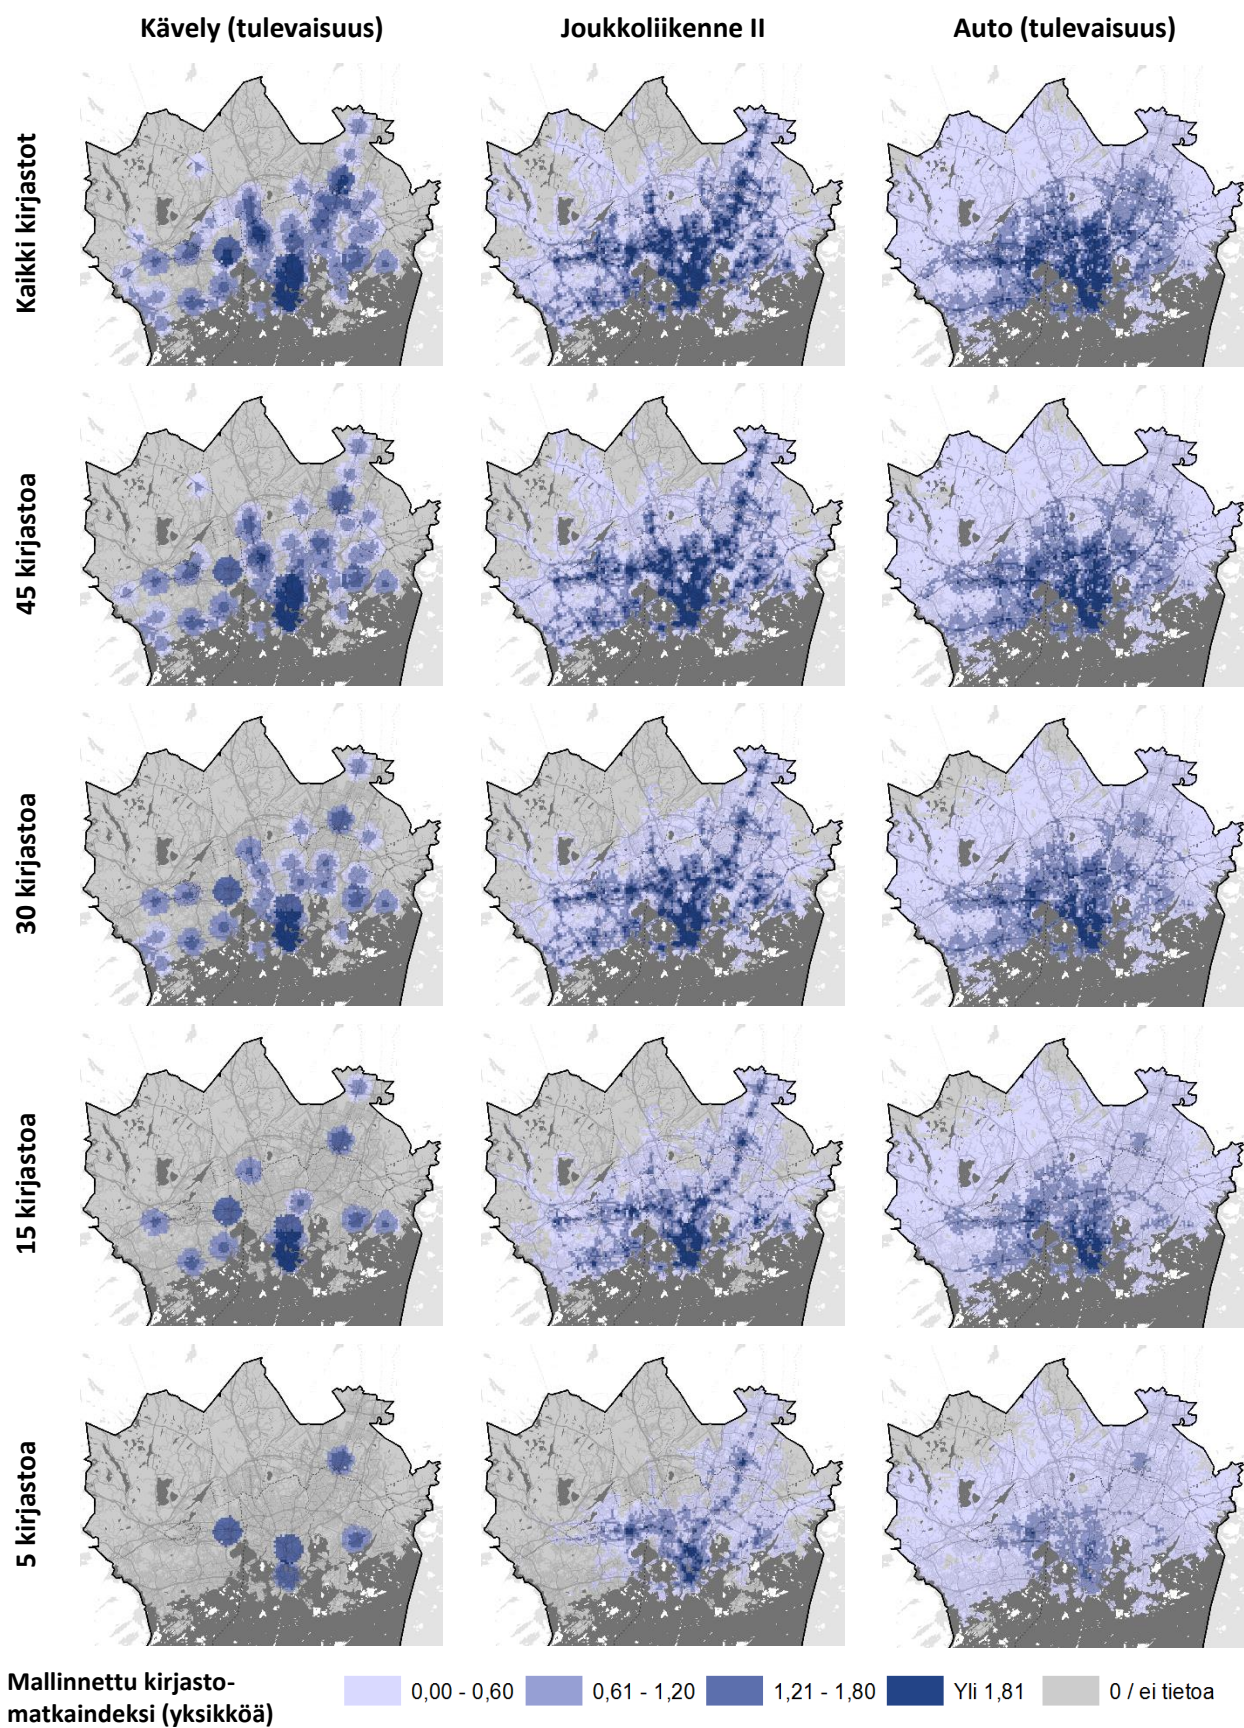 Kävely (tulevaisuus)
Joukkoliikenne II
Auto (tulevaisuus)
Kaikki kirjastot
45 kirjastoa
30 kirjastoa
15 kirjastoa
5 kirjastoa
Mallinnettu kirjasto-
matkaindeksi (yksikköä)
0,00 - 0,60
0,61 - 1,20
1,21 - 1,80
Yli 1,81
0 / ei tietoa